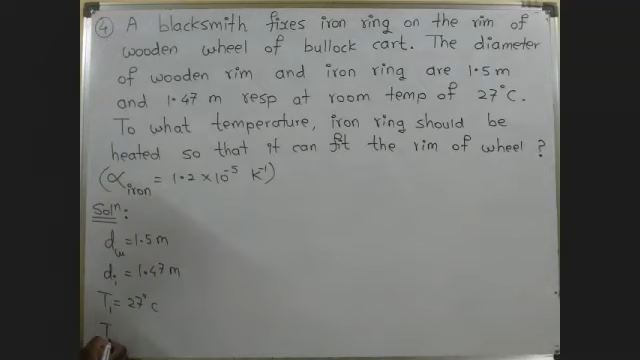 ④ A blacksmith fixes iron ring on the rim of
wooden wheel of bullock cart. The diameter
of wooden rim and iron ring are 1.5 m
and 1.47 m resp at room temp of 27°C.
To what temperature, iron ring should be
heated so that it can fit the rim of wheel ?
(α_iron = 1.2 × 10⁻⁵ K⁻¹)
Solⁿ:
d_w = 1.5 m
d_i = 1.47 m
T₁ = 27°C
T